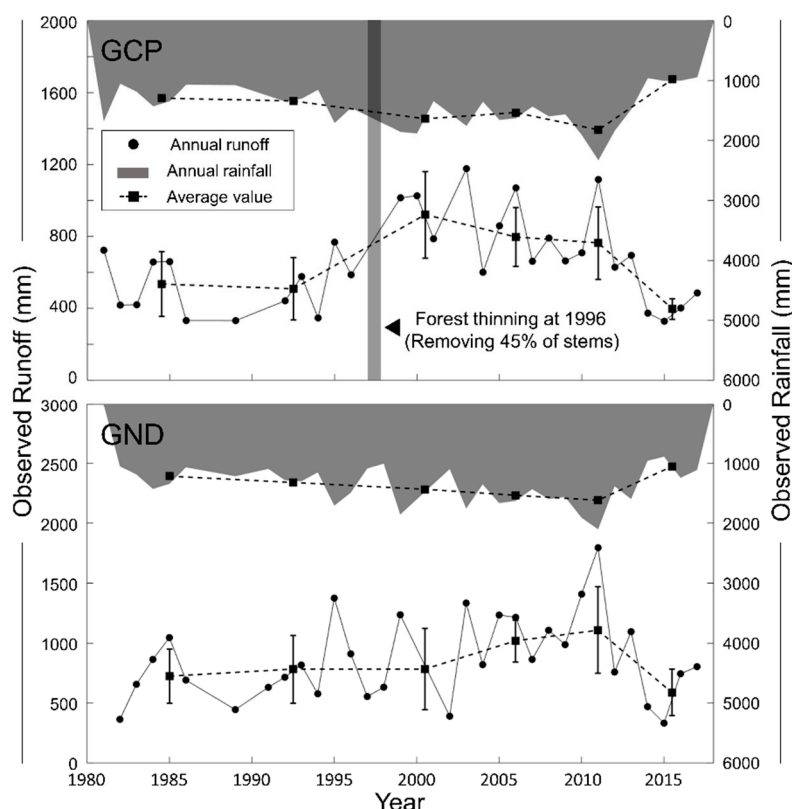 2000
1600
1200
800
400
0
GCP
Annual runoff
Annual rainfall
Average value
Forest thinning at 1996
(Removing 45% of stems)
0
1000
2000
3000
4000
5000
6000
Observed Runoff (mm)
Observed Rainfall (mm)
3000
2500
2000
1500
1000
500
0
GND
0
1000
2000
3000
4000
5000
6000
1980 1985 1990 1995 2000 2005 2010 2015
Year